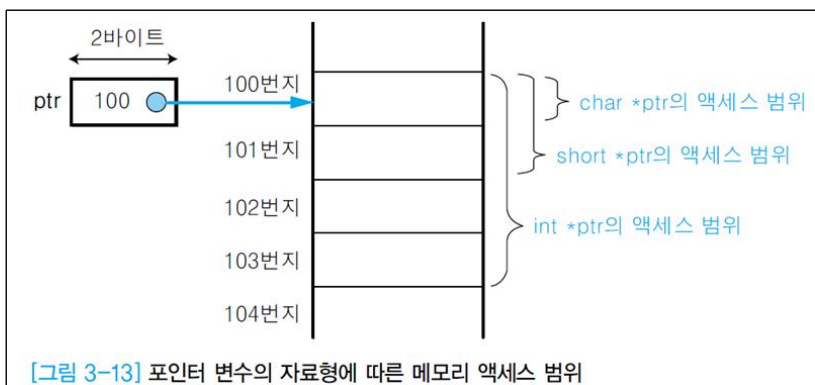 2바이트
ptr 100
100번지
101번지
102번지
103번지
104번지
char *ptr의 액세스 범위
short *ptr의 액세스 범위
int *ptr의 액세스 범위
[그림 3-13] 포인터 변수의 자료형에 따른 메모리 액세스 범위